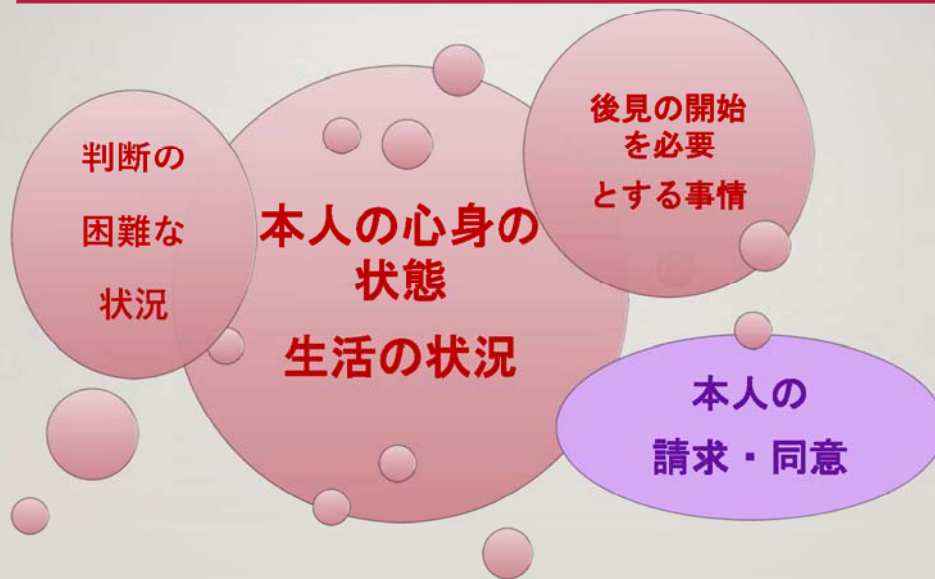 判断の
困難な
状況
本人の心身の
状態
生活の状況
後見の開始
を必要
とする事情
本人の
請求・同意